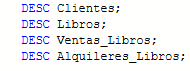 DESC Clientes;
DESC Libros;
DESC Ventas_Libros;
DESC Alquileres_Libros;